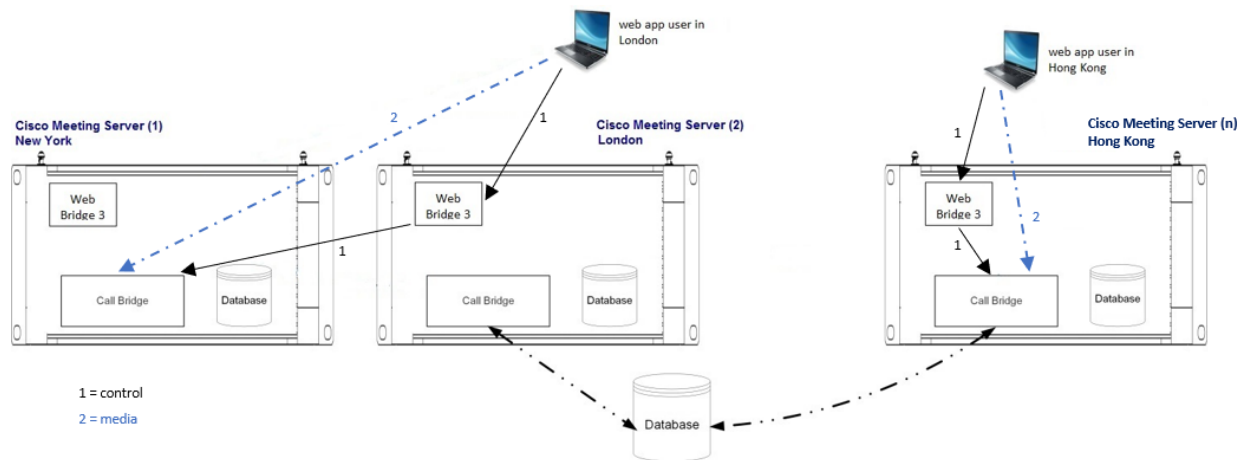 web app user in
London
web app user in
Hong Kong
2
1
1
Cisco Meeting Server (1)
New York
Cisco Meeting Server (2)
London
Cisco Meeting Server (n)
Hong Kong
Web
Bridge 3
Web
Bridge 3
Web
Bridge 3
2
1
1
Call Bridge
Database
Call Bridge
Database
Call Bridge
Database
1 = control
2 = media
Database